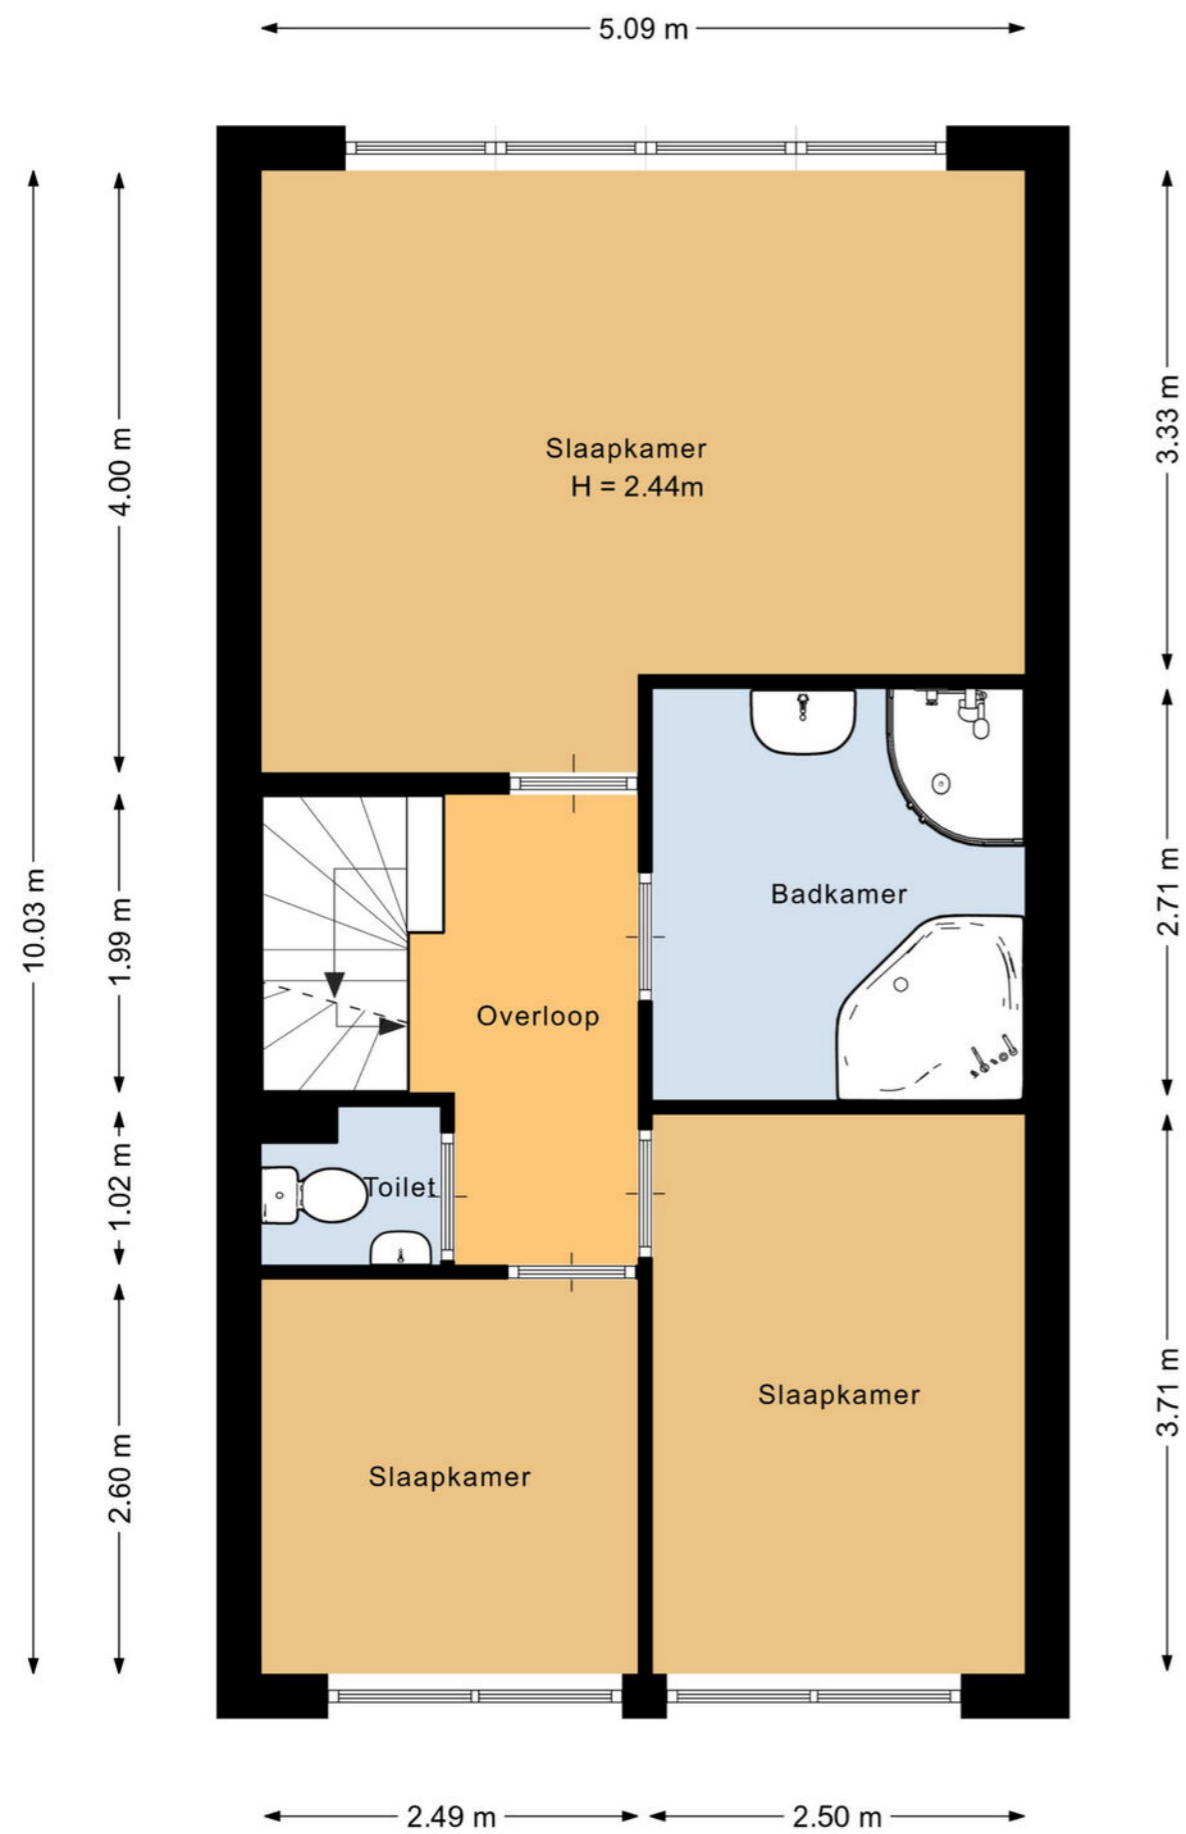 5.09 m
4.00 m
3.33 m
Slaapkamer
H = 2.44m
10.03 m
1.99 m
2.71 m
Badkamer
Overloop
1.02 m
Toilet
2.60 m
3.71 m
Slaapkamer
Slaapkamer
2.49 m
2.50 m